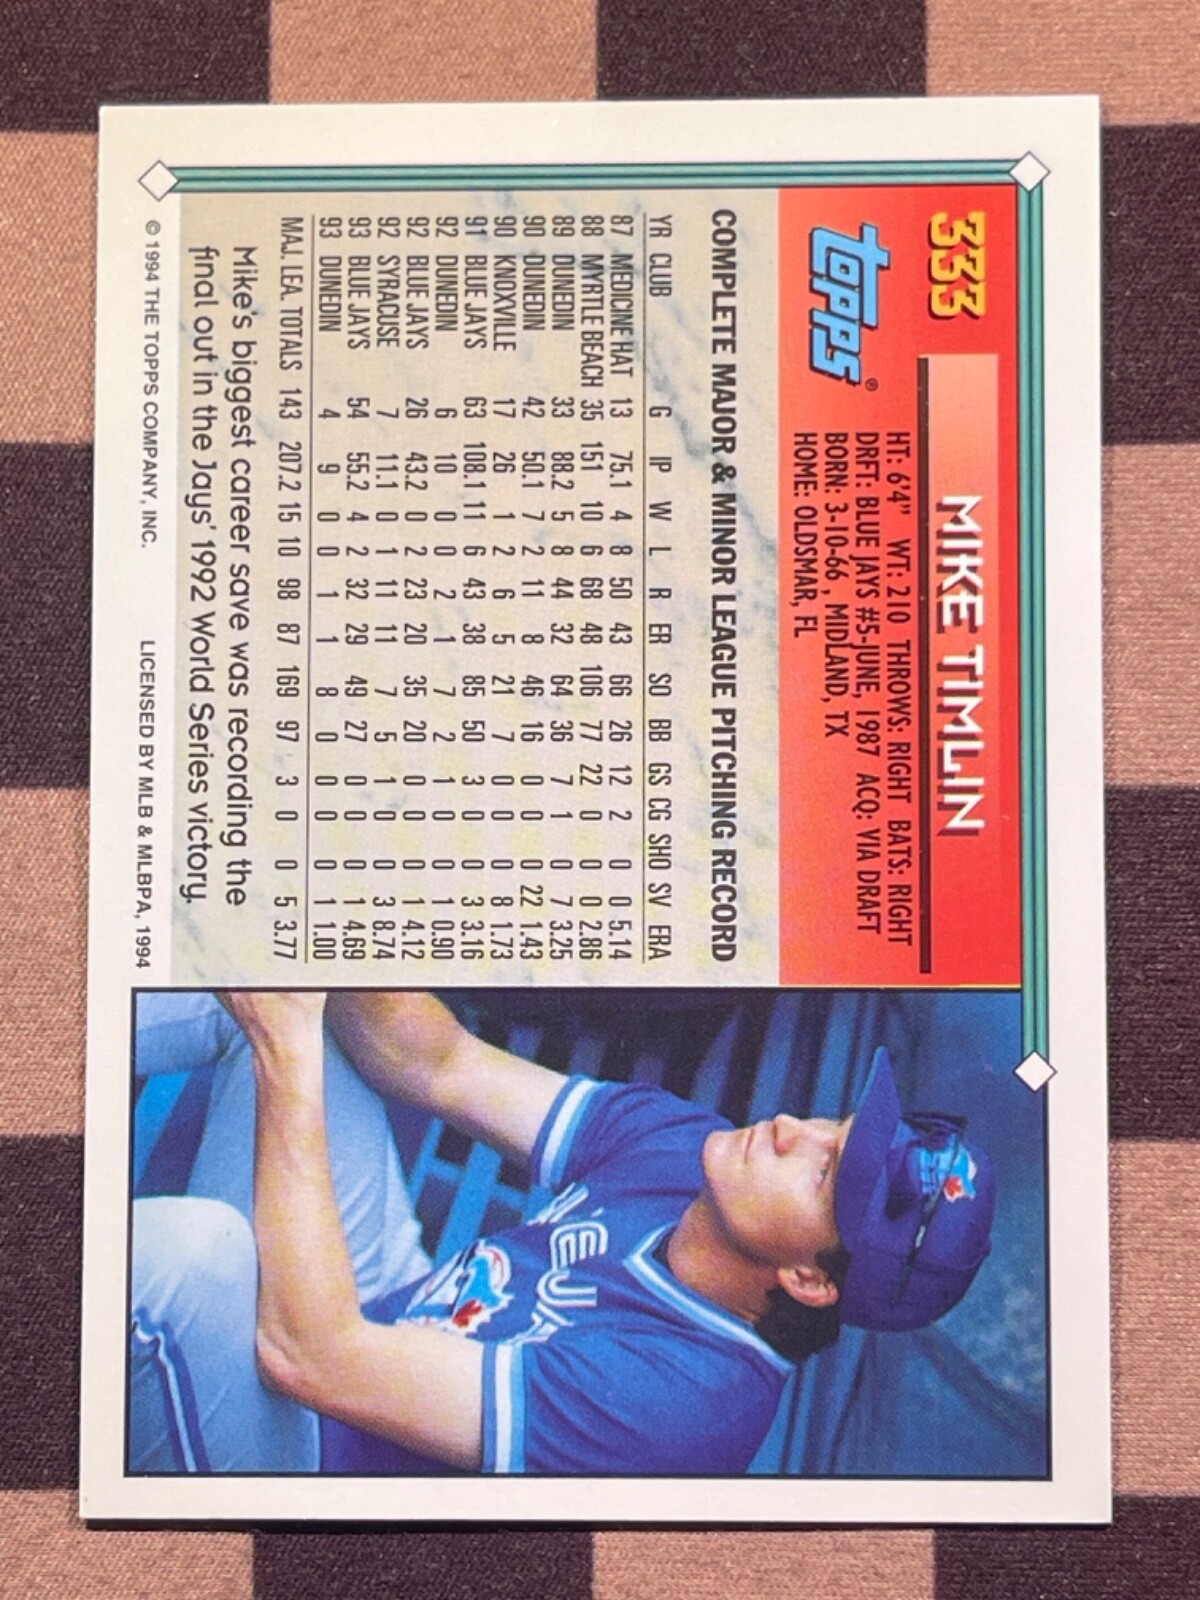 333
MIKE TIMLIN
topps®
HT: 6'4" WT: 210 THROWS: RIGHT BATS: RIGHT
DRFT: BLUE JAYS #5-JUNE, 1987 ACQ: VIA DRAFT
BORN: 3-10-66, MIDLAND, TX
HOME: OLDSMAR, FL
COMPLETE MAJOR & MINOR LEAGUE PITCHING RECORD
YR CLUB G IP W L R ER SO BB GS CG SHO SV ERA
87 MEDICINE HAT 13 75.1 4 8 50 43 66 26 12 2 0 0 5.14
88 MYRTLE BEACH 35 151 10 6 68 48 106 77 22 0 0 0 2.86
89 DUNEDIN 33 88.2 5 8 44 32 64 36 7 1 0 7 3.25
90 DUNEDIN 42 50.1 7 2 11 8 46 16 0 0 0 22 1.43
90 KNOXVILLE 17 26 1 2 6 5 21 7 0 0 0 8 1.73
91 BLUE JAYS 63 108.1 11 6 43 38 85 50 3 0 0 3 3.16
92 DUNEDIN 6 10 0 0 2 1 7 2 1 0 0 1 0.90
92 BLUE JAYS 26 43.2 0 2 23 20 35 20 0 0 0 1 4.12
92 SYRACUSE 7 11.1 0 1 11 11 7 5 1 0 0 3 8.74
93 BLUE JAYS 54 55.2 4 2 32 29 49 27 0 0 0 1 4.69
93 DUNEDIN 4 9 0 0 1 1 8 0 0 0 0 1 1.00
MAJ. LEA. TOTALS 143 207.2 15 10 98 87 169 97 3 0 0 5 3.77
Mike's biggest career save was recording the
final out in the Jays' 1992 World Series victory.
© 1994 THE TOPPS COMPANY, INC. LICENSED BY MLB & MLBPA, 1994